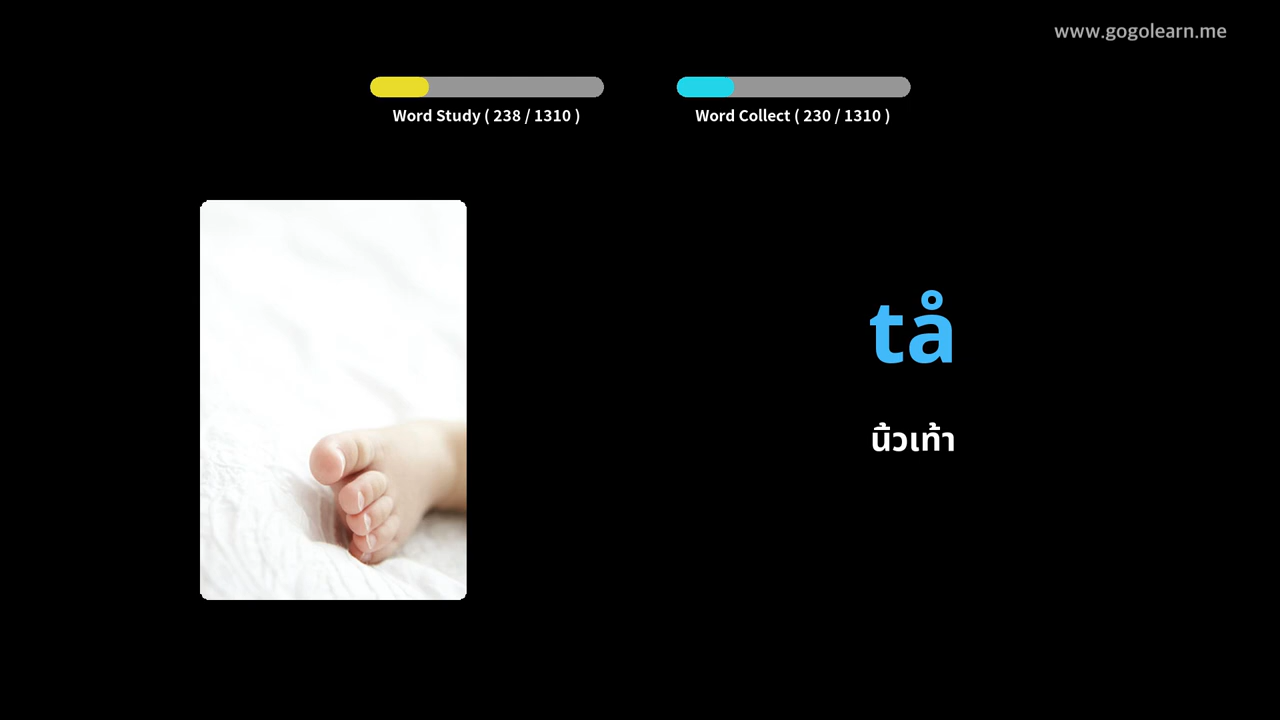 www.gogolearn.me
Word Study ( 238 / 1310 )
Word Collect ( 230 / 1310 )
tå
นิ้วเท้า